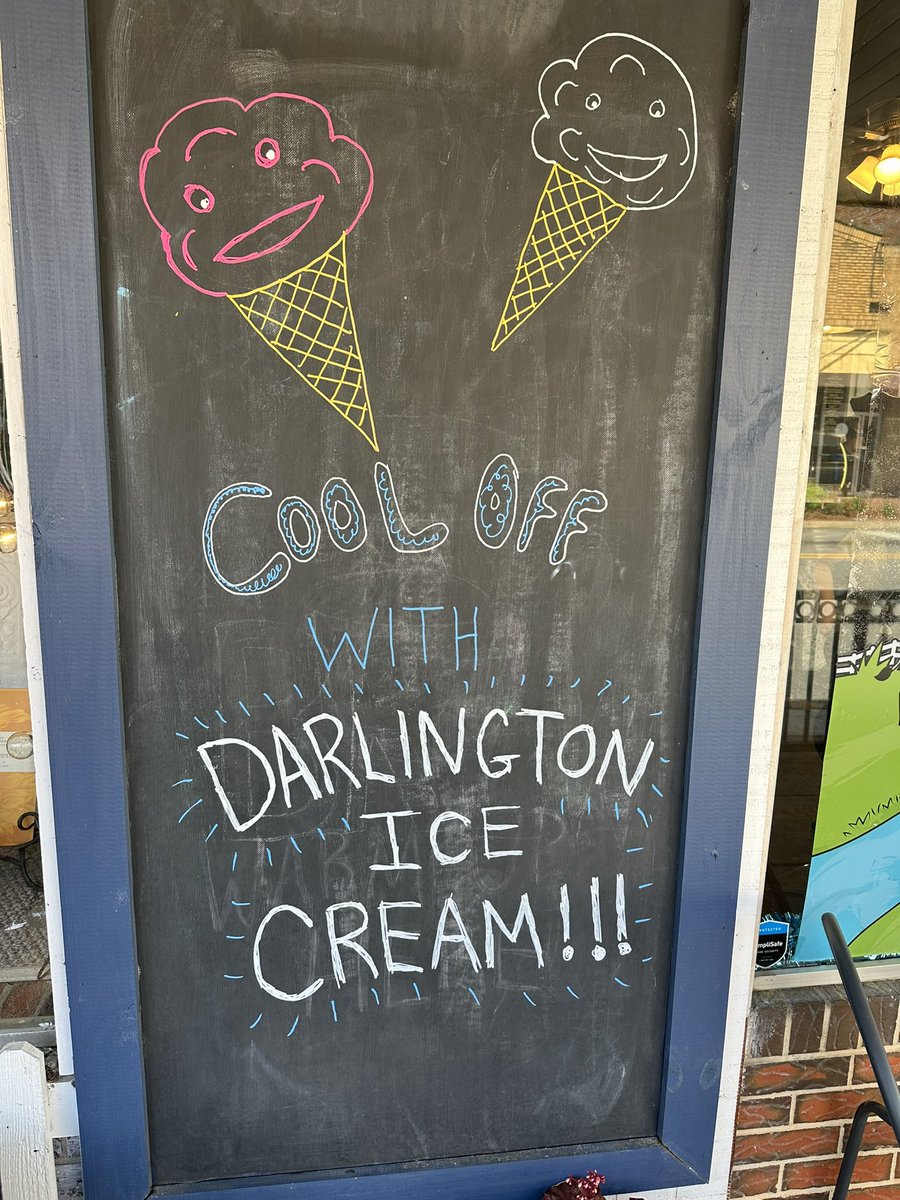 COOL OFF
WITH
DARLINGTON
ICE
CREAM!!!